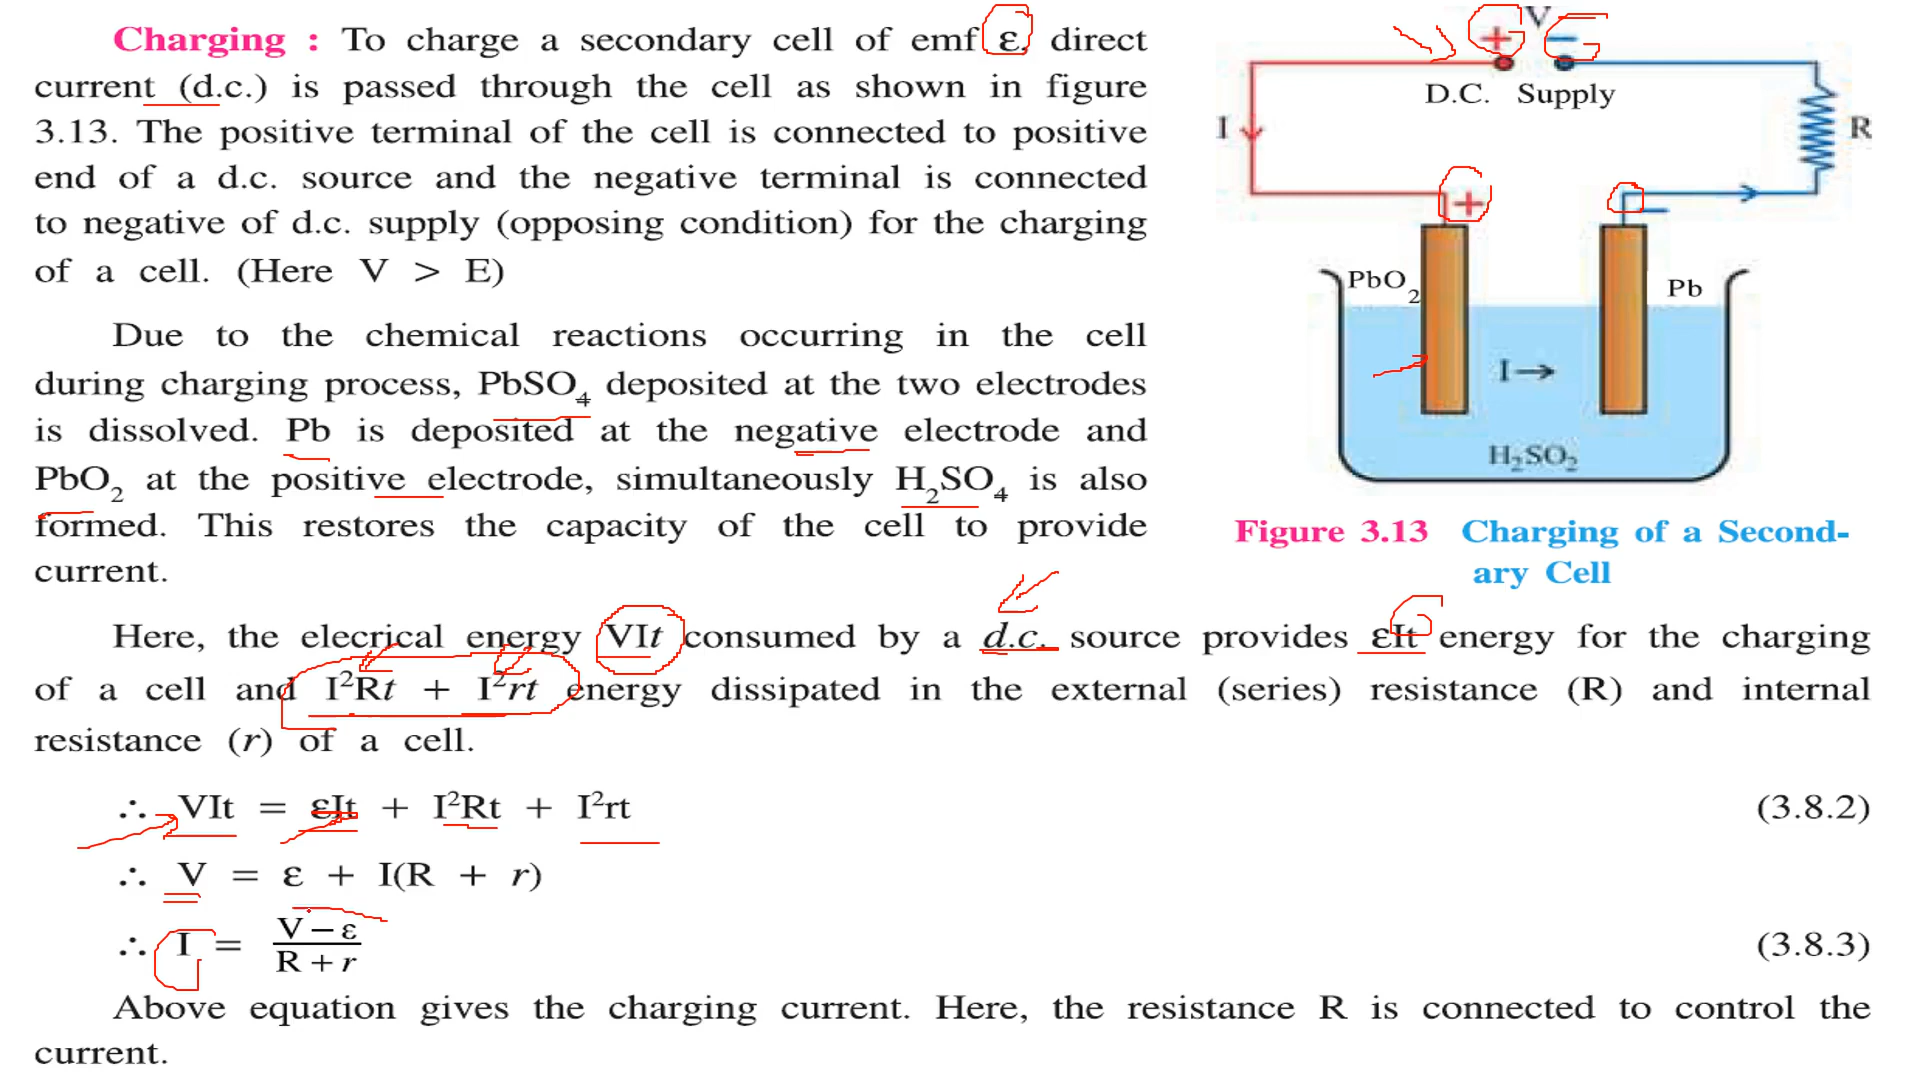 Charging : To charge a secondary cell of emf ε, direct
current (d.c.) is passed through the cell as shown in figure
3.13. The positive terminal of the cell is connected to positive
end of a d.c. source and the negative terminal is connected
to negative of d.c. supply (opposing condition) for the charging
of a cell. (Here V > E)
Due to the chemical reactions occurring in the cell
during charging process, PbSO₄ deposited at the two electrodes
is dissolved. Pb is deposited at the negative electrode and
PbO₂ at the positive electrode, simultaneously H₂SO₄ is also
formed. This restores the capacity of the cell to provide
current.
+ V −
D.C. Supply
I
R
+ −
PbO₂
Pb
I→
H₂SO₂
Figure 3.13 Charging of a Second-
ary Cell
Here, the elecrical energy VIt consumed by a d.c. source provides εIt energy for the charging
of a cell and I²Rt + I²rt energy dissipated in the external (series) resistance (R) and internal
resistance (r) of a cell.
∴ VIt = εIt + I²Rt + I²rt (3.8.2)
∴ V = ε + I(R + r)
∴ I = V − ε
R + r (3.8.3)
Above equation gives the charging current. Here, the resistance R is connected to control the
current.